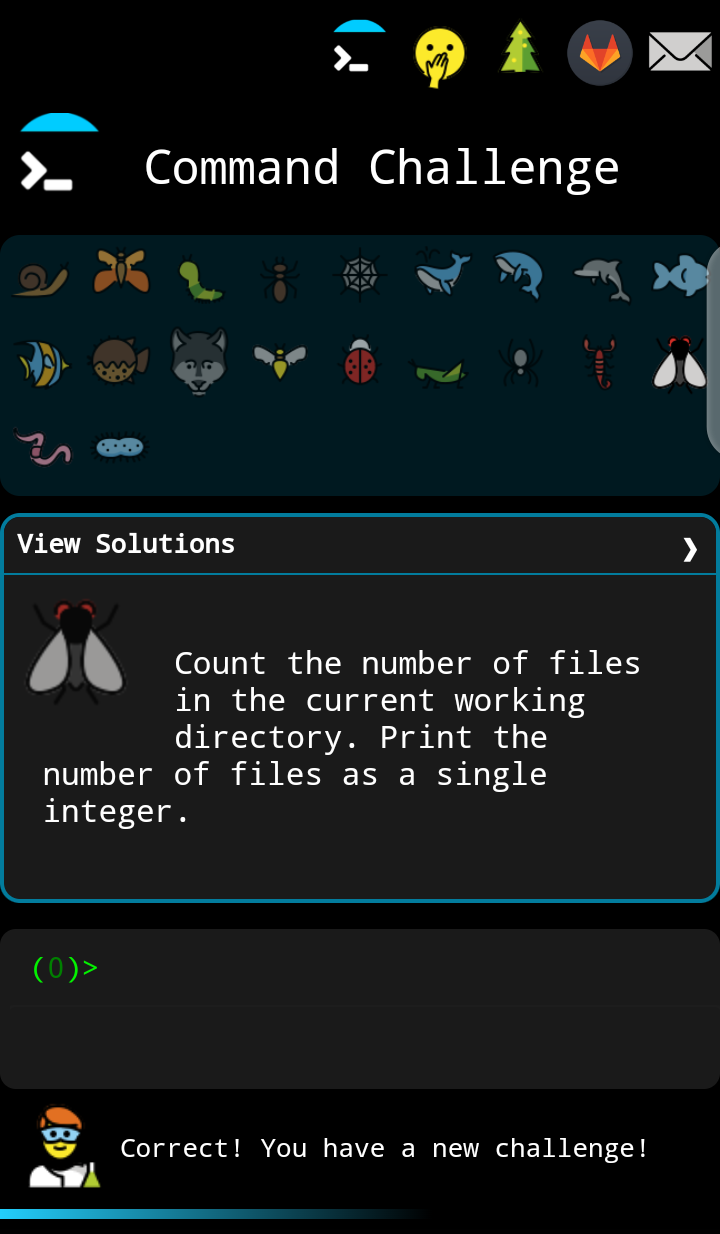 Command Challenge
View Solutions ❯
Count the number of files
in the current working
directory. Print the
number of files as a single
integer.
(0)>
Correct! You have a new challenge!